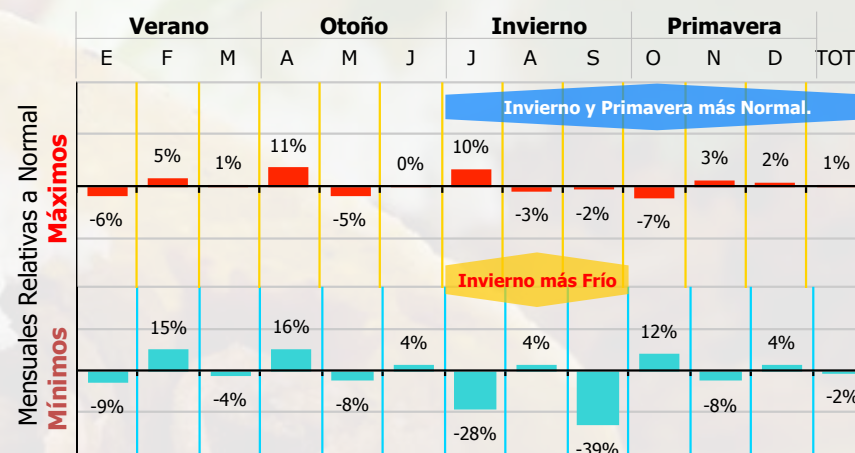 Verano Otoño Invierno Primavera
E F M A M J J A S O N D TOT
Invierno y Primavera más Normal.
Mensuales Relativas a Normal
Máximos
-6% 5% 1% 11% -5% 0% 10% -3% -2% -7% 3% 2% 1%
Invierno más Frío
Mínimos
-9% 15% -4% 16% -8% 4% -28% 4% -39% 12% -8% 4% -2%